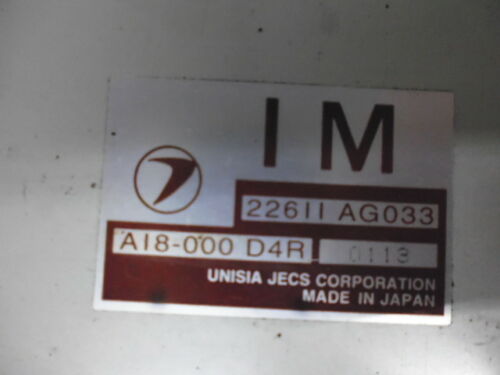 IM
22611 AG033
A18-000 D4R 0113
UNISIA JECS CORPORATION
MADE IN JAPAN